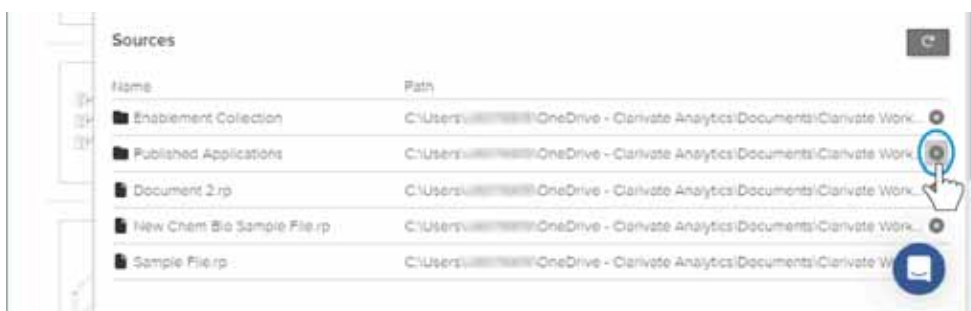 Sources
Name Path
Enablement Collection C:\Users\ \OneDrive - Clarivate Analytics\Documents\Clarivate Work...
Published Applications C:\Users\ \OneDrive - Clarivate Analytics\Documents\Clarivate Work...
Document 2.rp C:\Users\ \OneDrive - Clarivate Analytics\Documents\Clarivate Work...
New Chem Bio Sample File.rp C:\Users\ \OneDrive - Clarivate Analytics\Documents\Clarivate Work...
Sample File.rp C:\Users\ \OneDrive - Clarivate Analytics\Documents\Clarivate